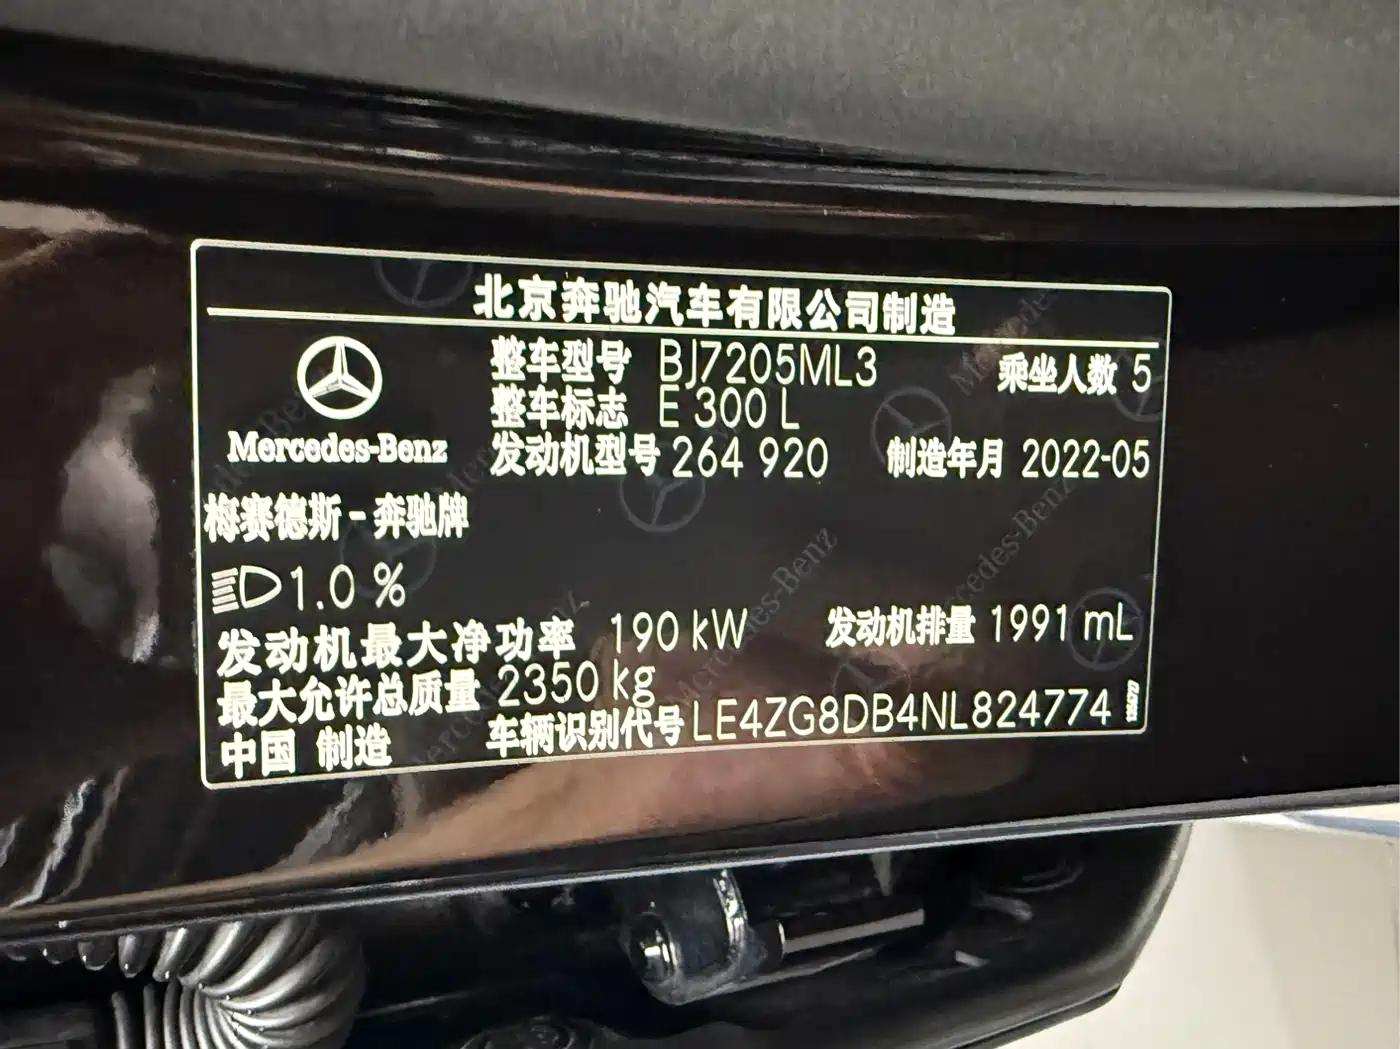 北京奔驰汽车有限公司制造
整车型号 BJ7205ML3 乘坐人数 5
整车标志 E 300 L
Mercedes-Benz 发动机型号 264 920 制造年月 2022-05
梅赛德斯-奔驰牌
1.0 %
发动机最大净功率 190 kW 发动机排量 1991 mL
最大允许总质量 2350 kg
中国 制造 车辆识别代号 LE4ZG8DB4NL824774
Mercedes-Benz
Mercedes-Benz